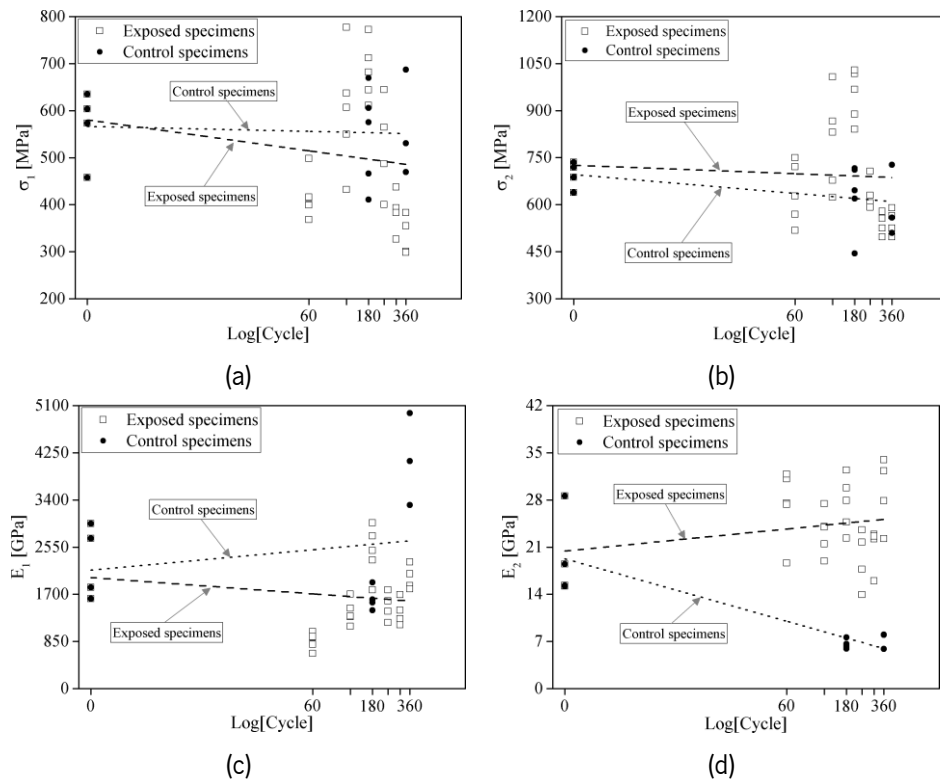 800
700
600
500
400
300
200
σ1 [MPa]
Exposed specimens
Control specimens
Control specimens
Exposed specimens
0
60
180
360
Log[Cycle]
(a)
1200
1050
900
750
600
450
300
σ2 [MPa]
Exposed specimens
Control specimens
Exposed specimens
Control specimens
0
60
180
360
Log[Cycle]
(b)
5100
4250
3400
2550
1700
850
0
E1 [GPa]
Exposed specimens
Control specimens
Control specimens
Exposed specimens
0
60
180
360
Log[Cycle]
(c)
42
35
28
21
14
7
0
E2 [GPa]
Exposed specimens
Control specimens
Exposed specimens
Control specimens
0
60
180
360
Log[Cycle]
(d)